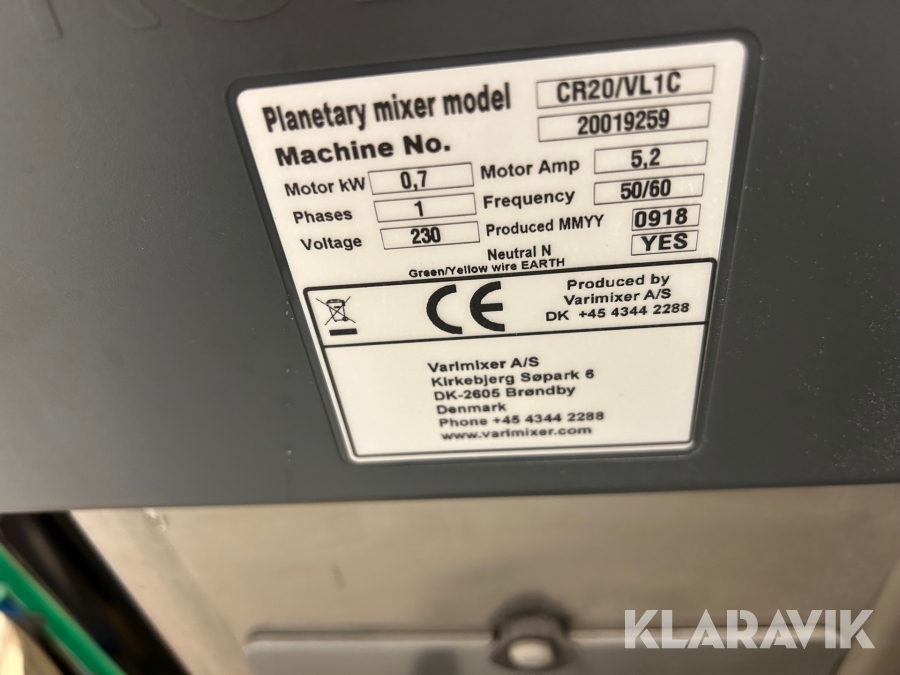 Planetary mixer model CR20/VL1C
Machine No. 20019259
Motor kW 0,7 Motor Amp 5,2
Phases 1 Frequency 50/60
Voltage 230 Produced MMYY 0918
Neutral N YES
Green/Yellow wire EARTH
CE
Produced by
Varimixer A/S
DK +45 4344 2288
Varimixer A/S
Kirkebjerg Søpark 6
DK-2605 Brøndby
Denmark
Phone +45 4344 2288
www.varimixer.com
KLARAVIK